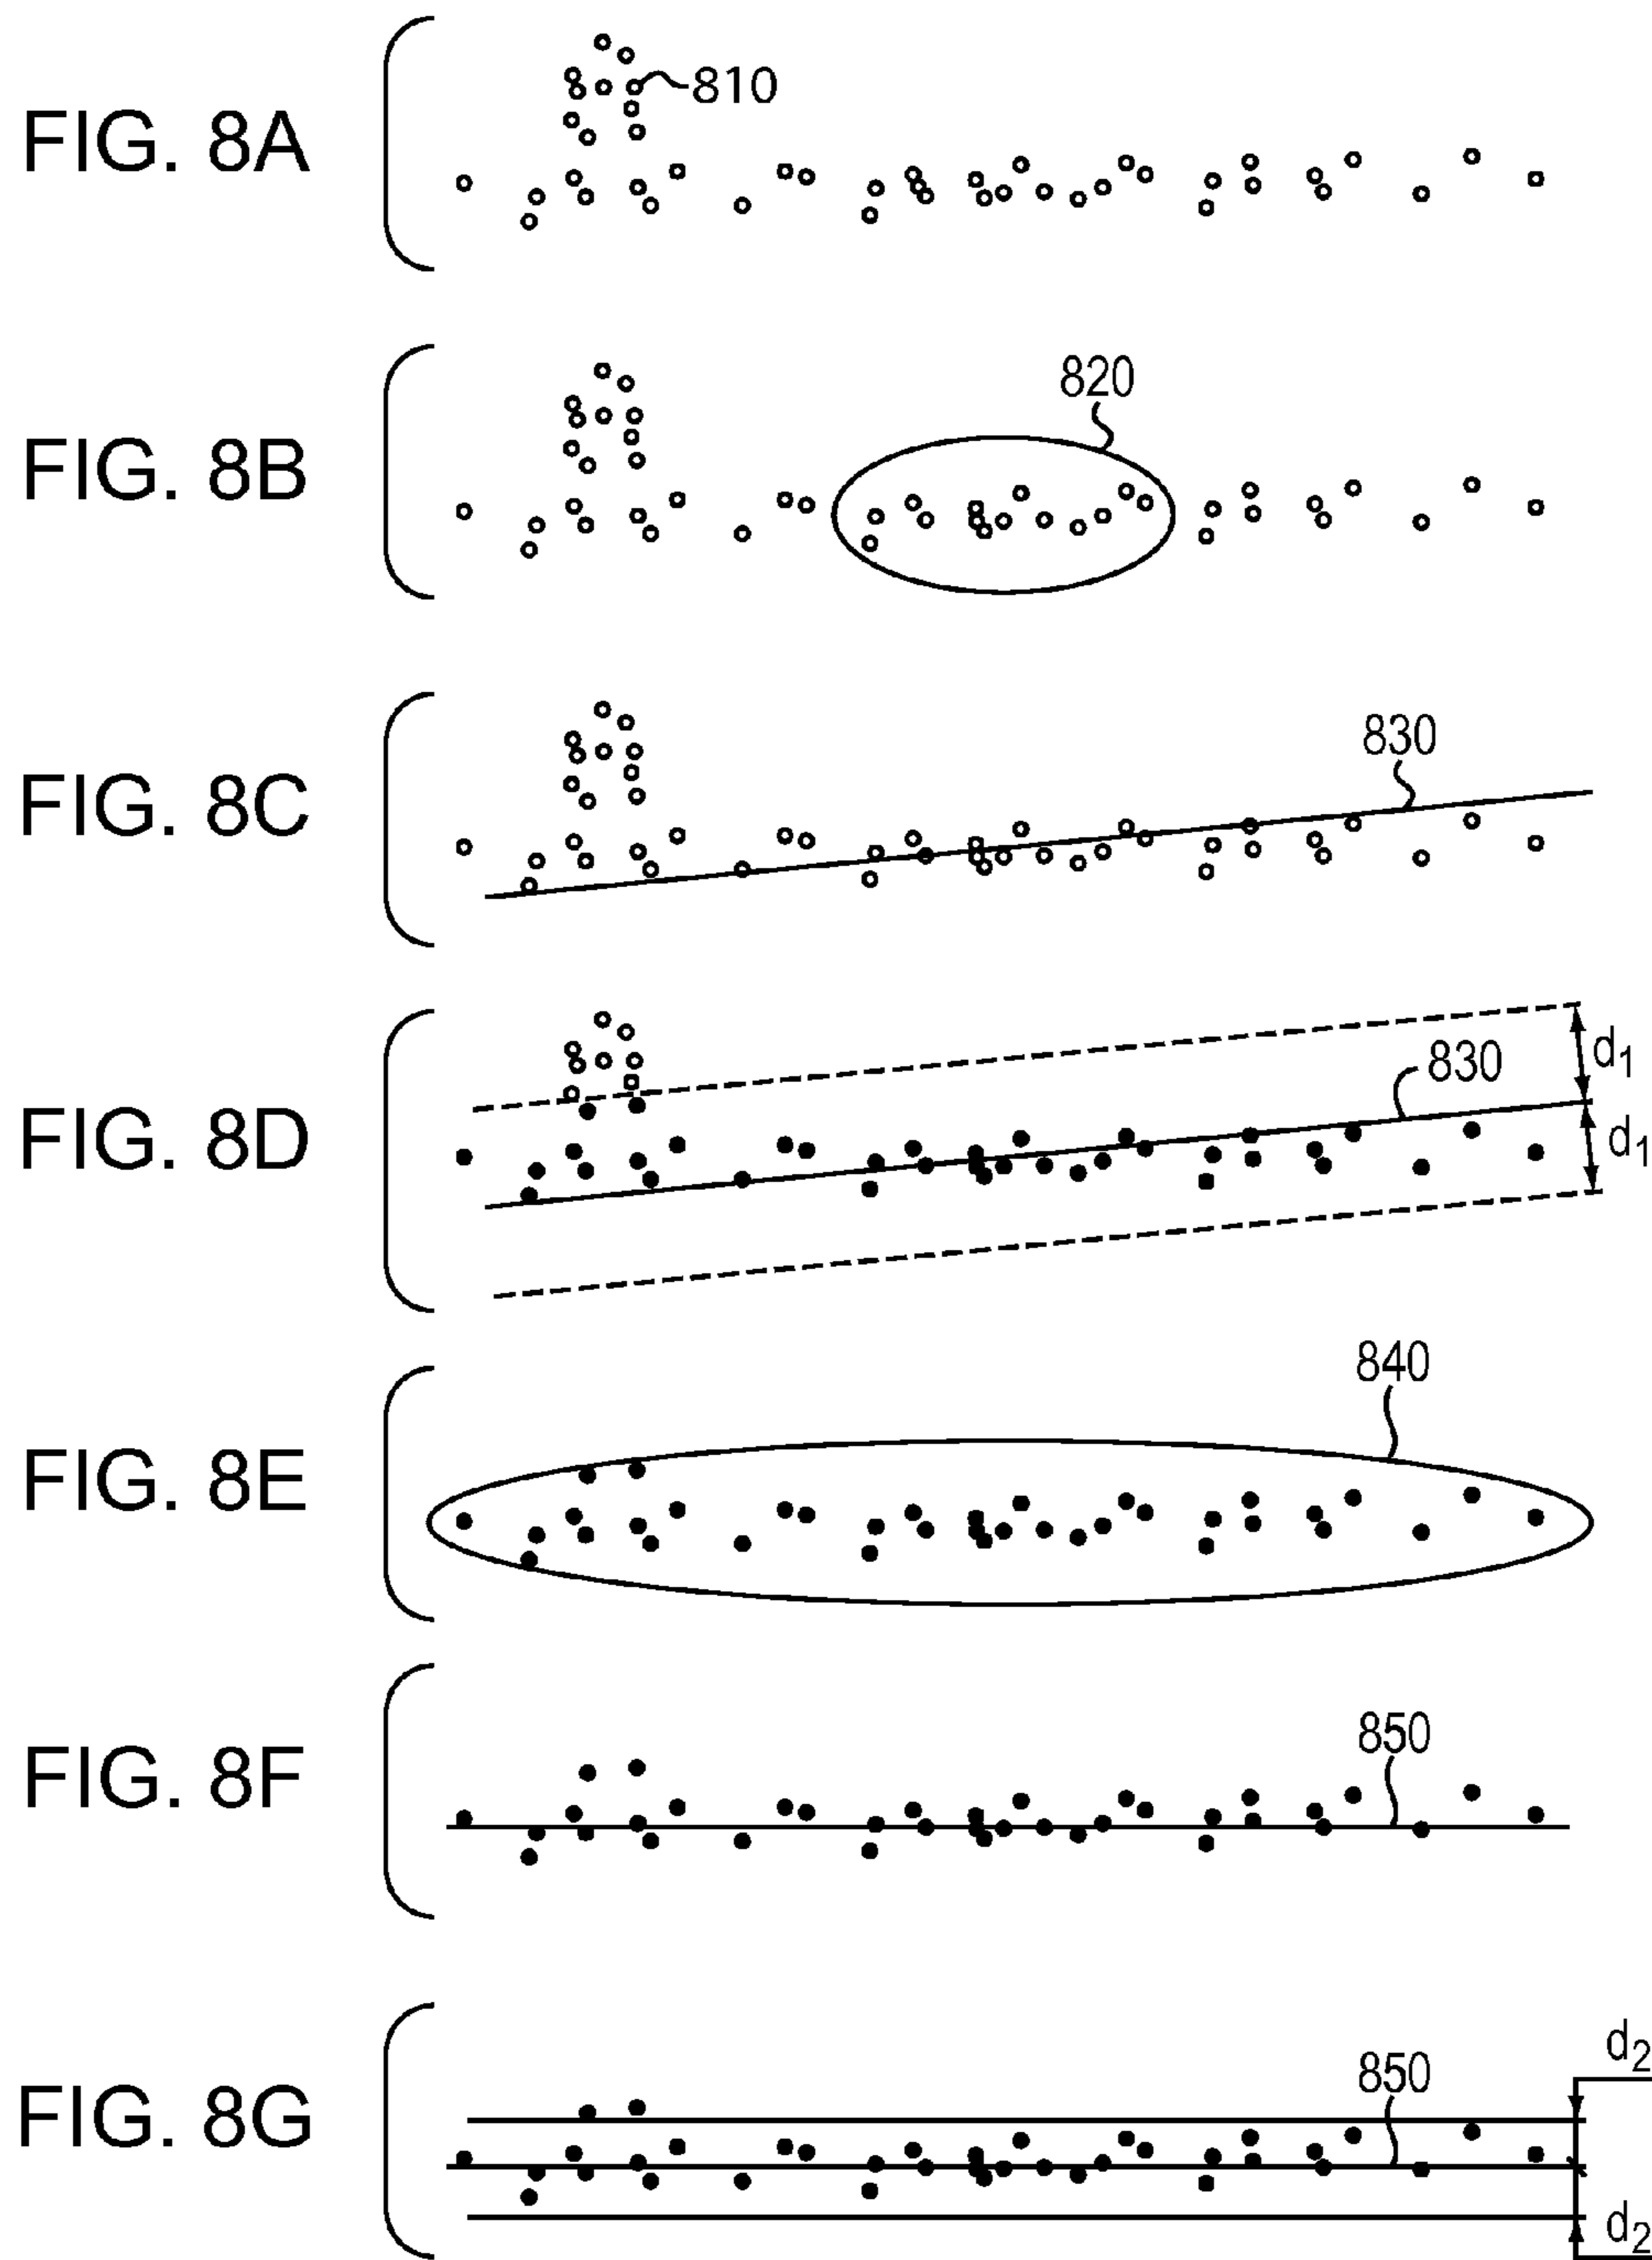 FIG. 8A
810
FIG. 8B
820
FIG. 8C
830
FIG. 8D
830
d1
d1
FIG. 8E
840
FIG. 8F
850
FIG. 8G
850
d2
d2